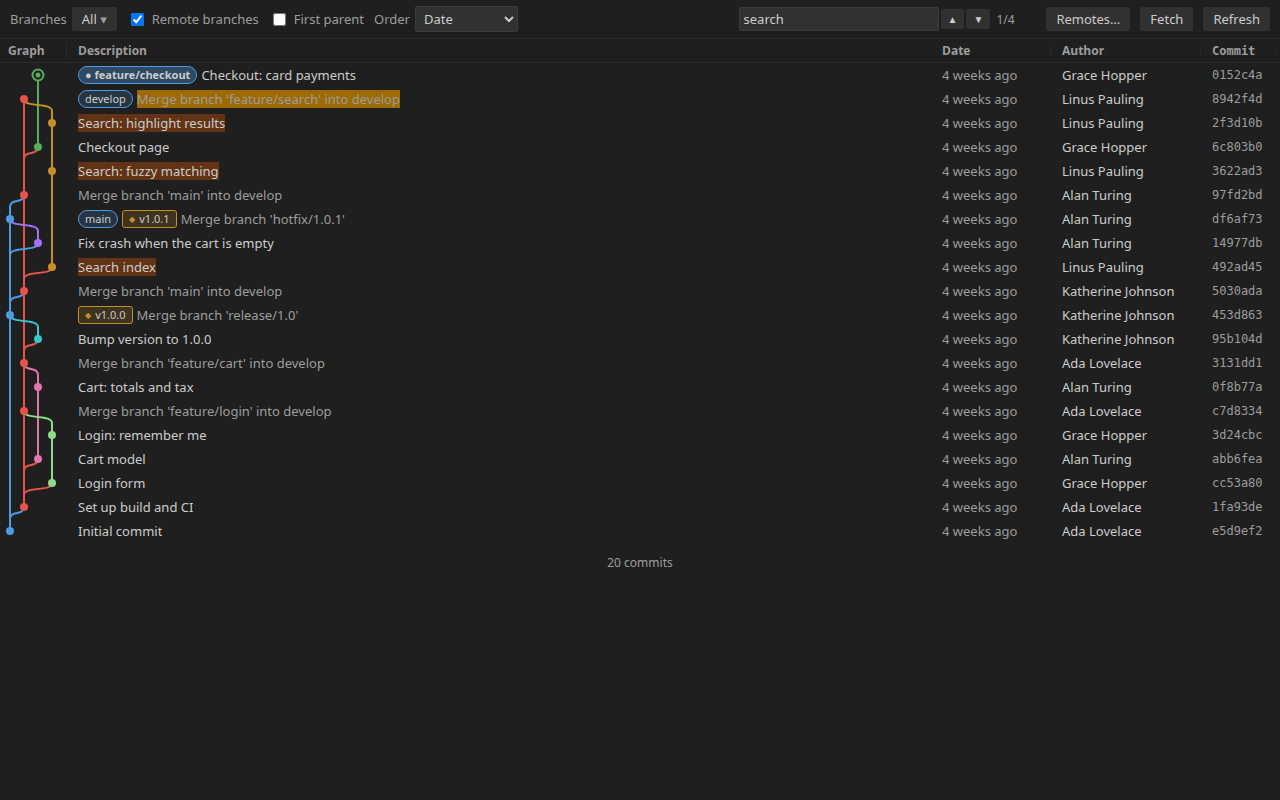 Branches All ▾ Remote branches First parent Order Date search ▲ ▼ 1/4 Remotes... Fetch Refresh
Graph Description Date Author Commit
● feature/checkout Checkout: card payments 4 weeks ago Grace Hopper 0152c4a
develop Merge branch 'feature/search' into develop 4 weeks ago Linus Pauling 8942f4d
Search: highlight results 4 weeks ago Linus Pauling 2f3d10b
Checkout page 4 weeks ago Grace Hopper 6c803b0
Search: fuzzy matching 4 weeks ago Linus Pauling 3622ad3
Merge branch 'main' into develop 4 weeks ago Alan Turing 97fd2bd
main ◆ v1.0.1 Merge branch 'hotfix/1.0.1' 4 weeks ago Alan Turing df6af73
Fix crash when the cart is empty 4 weeks ago Alan Turing 14977db
Search index 4 weeks ago Linus Pauling 492ad45
Merge branch 'main' into develop 4 weeks ago Katherine Johnson 5030ada
◆ v1.0.0 Merge branch 'release/1.0' 4 weeks ago Katherine Johnson 453d863
Bump version to 1.0.0 4 weeks ago Katherine Johnson 95b104d
Merge branch 'feature/cart' into develop 4 weeks ago Ada Lovelace 3131dd1
Cart: totals and tax 4 weeks ago Alan Turing 0f8b77a
Merge branch 'feature/login' into develop 4 weeks ago Ada Lovelace c7d8334
Login: remember me 4 weeks ago Grace Hopper 3d24cbc
Cart model 4 weeks ago Alan Turing abb6fea
Login form 4 weeks ago Grace Hopper cc53a80
Set up build and CI 4 weeks ago Ada Lovelace 1fa93de
Initial commit 4 weeks ago Ada Lovelace e5d9ef2
20 commits